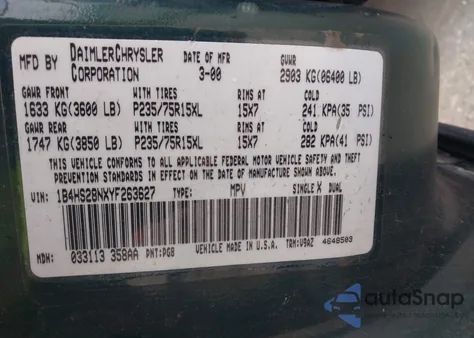 MFD BY DAIMLERCHRYSLER CORPORATION DATE OF MFR 3-00 GVWR 2903 KG(06400 LB)
GAWR FRONT WITH TIRES RIMS AT COLD
1633 KG(3600 LB) P235/75R15XL 15X7 241 KPA(35 PSI)
GAWR REAR WITH TIRES RIMS AT COLD
1747 KG(3850 LB) P235/75R15XL 15X7 282 KPA(41 PSI)
THIS VEHICLE CONFORMS TO ALL APPLICABLE FEDERAL MOTOR VEHICLE SAFETY AND THEFT
PREVENTION STANDARDS IN EFFECT ON THE DATE OF MANUFACTURE SHOWN ABOVE.
VIN: 1B4HS28NXYF263627 TYPE: MPV SINGLE X DUAL
MDH: 033113 358AA PNT:PG8 VEHICLE MADE IN U.S.A. TRM:V9AZ 4648503
autoSnap